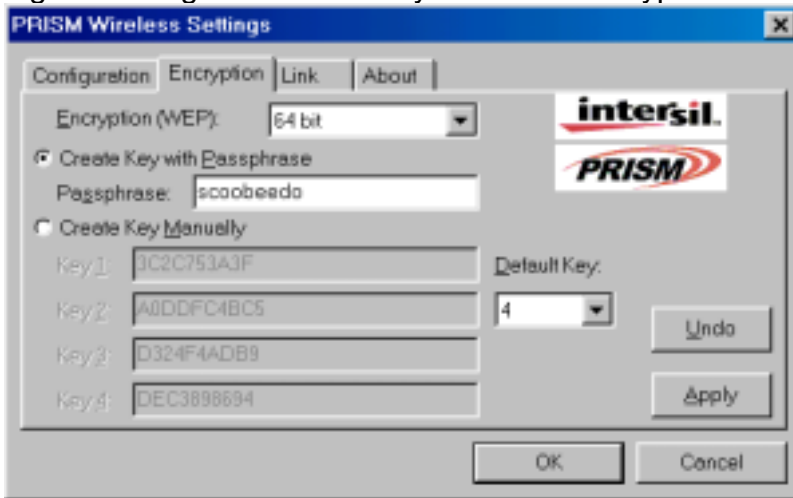 PRISM Wireless Settings
Configuration Encryption Link About
Encryption (WEP): 64 bit
intersil.
PRISM
Create Key with Passphrase
Passphrase: scoobeedo
Create Key Manually
Key 1: 3C2C753A3F
Default Key:
Key 2: A0DDFC4BC5
4
Undo
Key 3: D324F4ADB9
Key 4: DEC3898694
Apply
OK Cancel